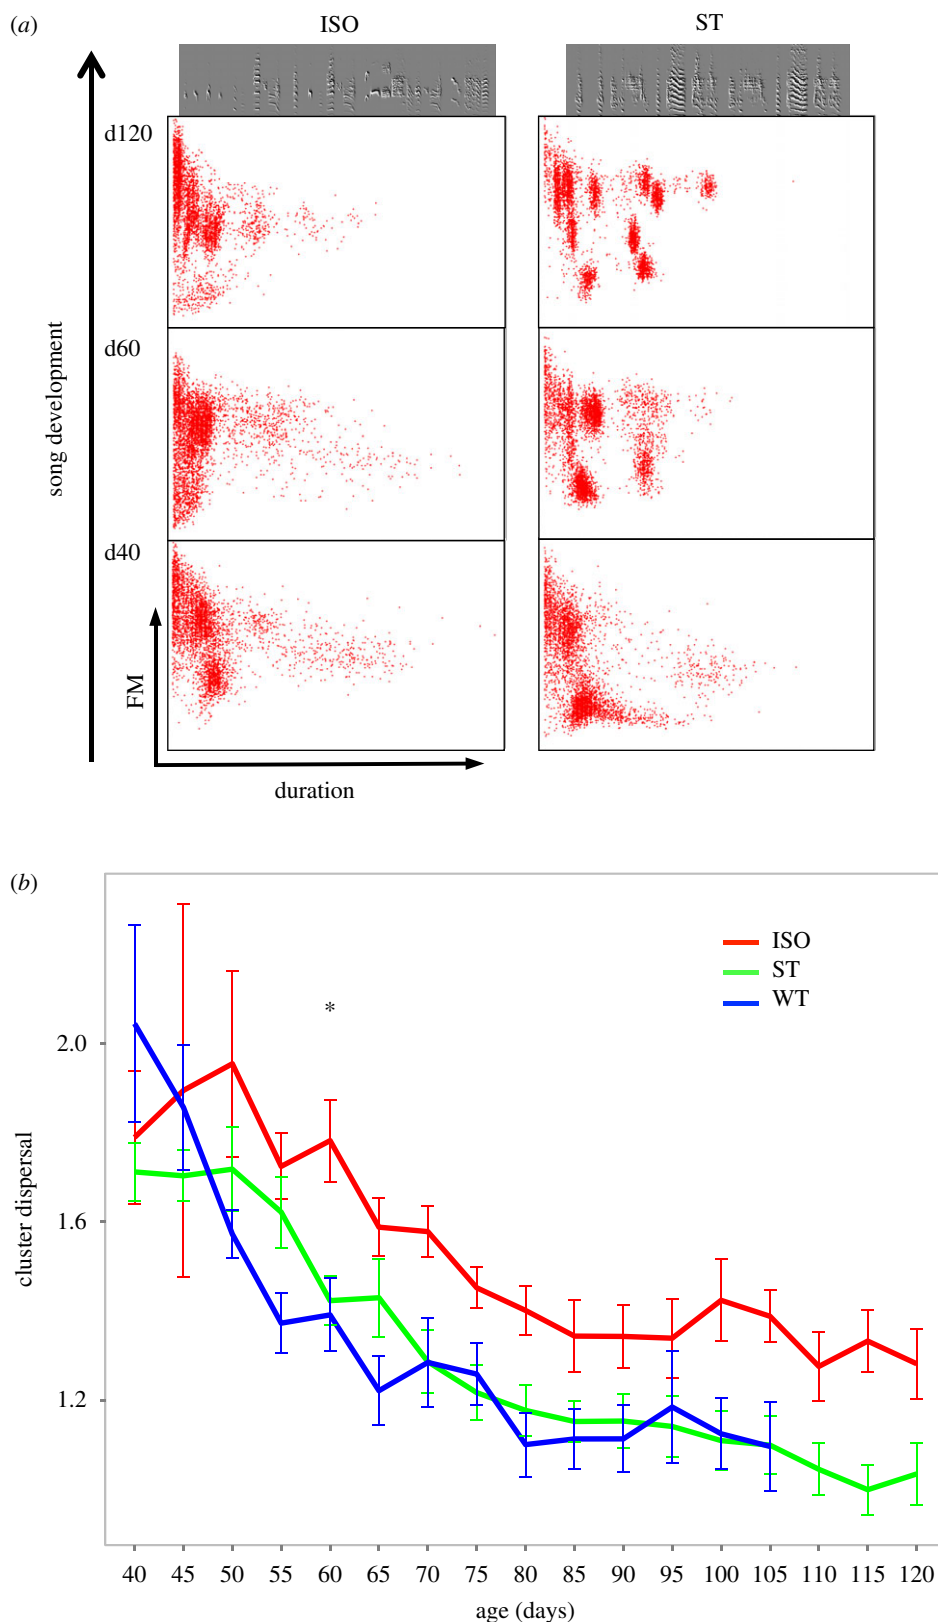 (a)
ISO
ST
d120
d60
d40
song development
FM
duration
(b)
ISO
ST
WT
*
2.0
1.6
1.2
cluster dispersal
40 45 50 55 60 65 70 75 80 85 90 95 100 105 110 115 120
age (days)